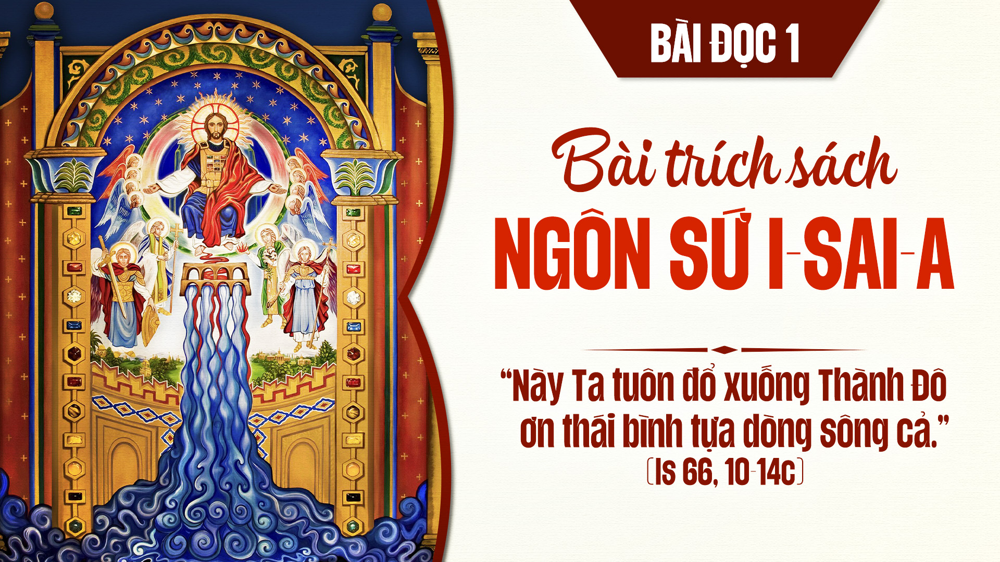 BÀI ĐỌC 1
Bài trích sách
NGÔN SỨ I-SAI-A
“Này Ta tuôn đổ xuống Thành Đô
ơn thái bình tựa dòng sông cả.”
(Is 66, 10-14c)